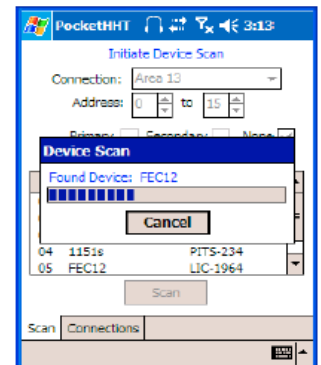 PocketHHT 3:13
Initiate Device Scan
Connection: Area 13
Address: 0 to 15
Primary Secondary None
Device Scan
Found Device: FEC12
Cancel
04 1151s PITS-234
05 FEC12 LIC-1964
Scan
Scan Connections